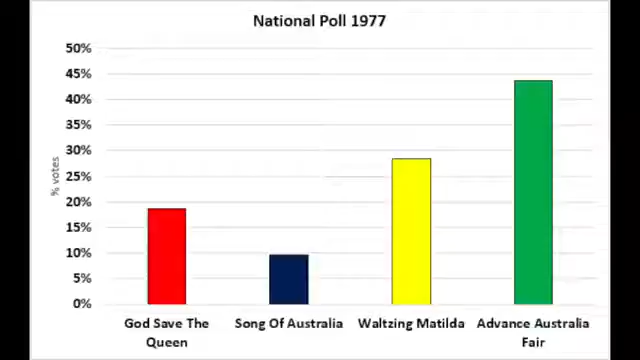 National Poll 1977
50%
45%
40%
35%
30%
25%
20%
15%
10%
5%
0%
% votes
God Save The
Queen
Song Of Australia
Waltzing Matilda
Advance Australia
Fair